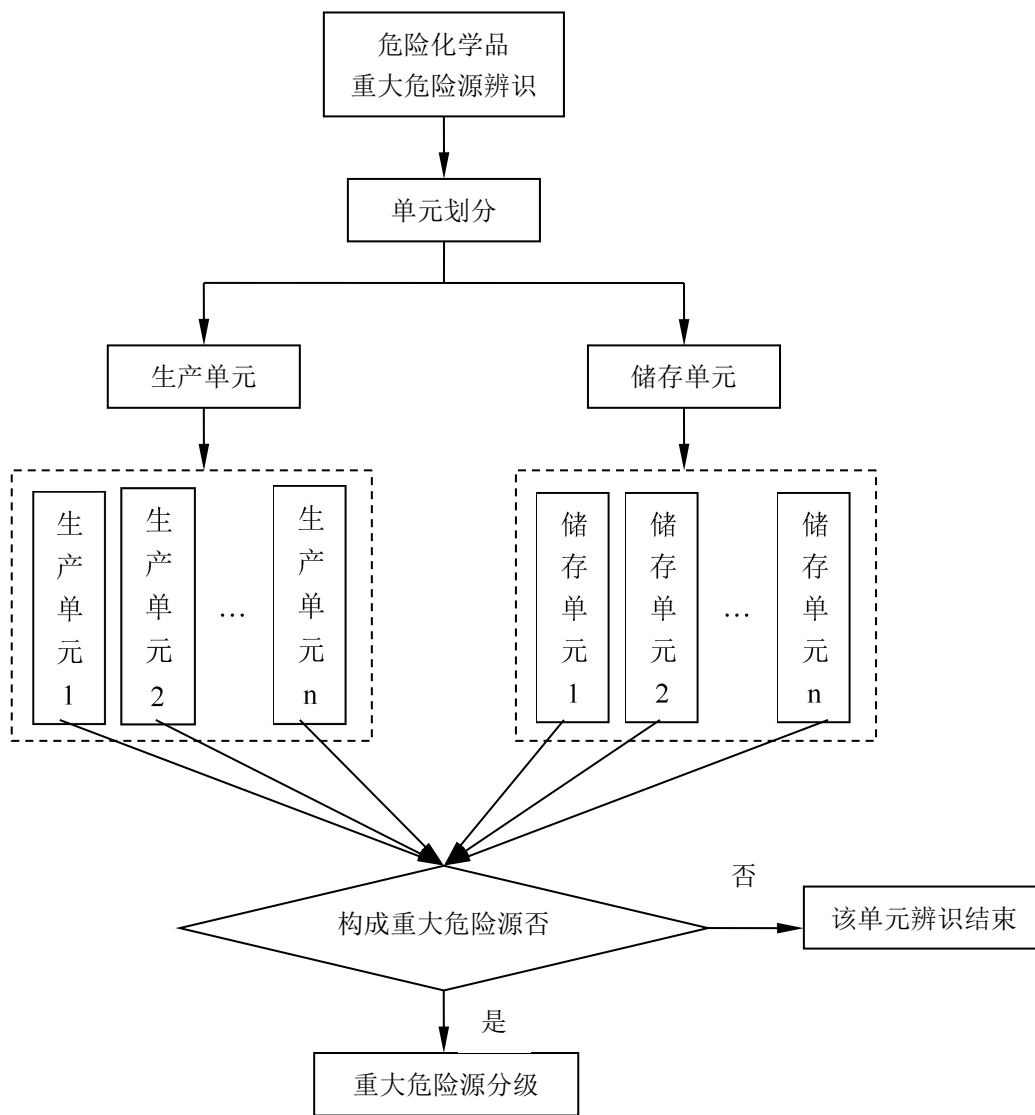 危险化学品
重大危险源辨识
单元划分
生产单元
储存单元
生产单元1
生产单元2
…
生产单元n
储存单元1
储存单元2
…
储存单元n
构成重大危险源否
否
该单元辨识结束
是
重大危险源分级